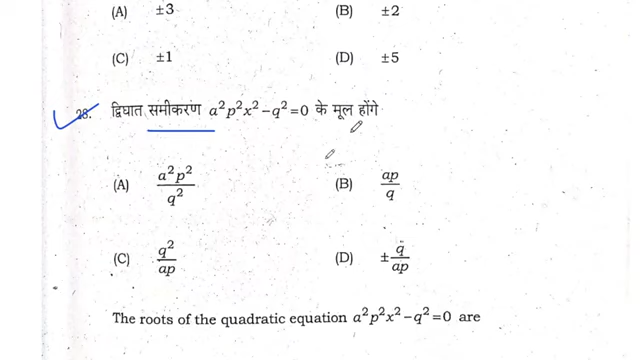 (A) ±3 (B) ±2
(C) ±1 (D) ±5
28. द्विघात समीकरण a²p²x² − q² = 0 के मूल होंगे
(A) a²p²/q² (B) ap/q
(C) q²/ap (D) ± q/ap
The roots of the quadratic equation a²p²x² − q² = 0 are